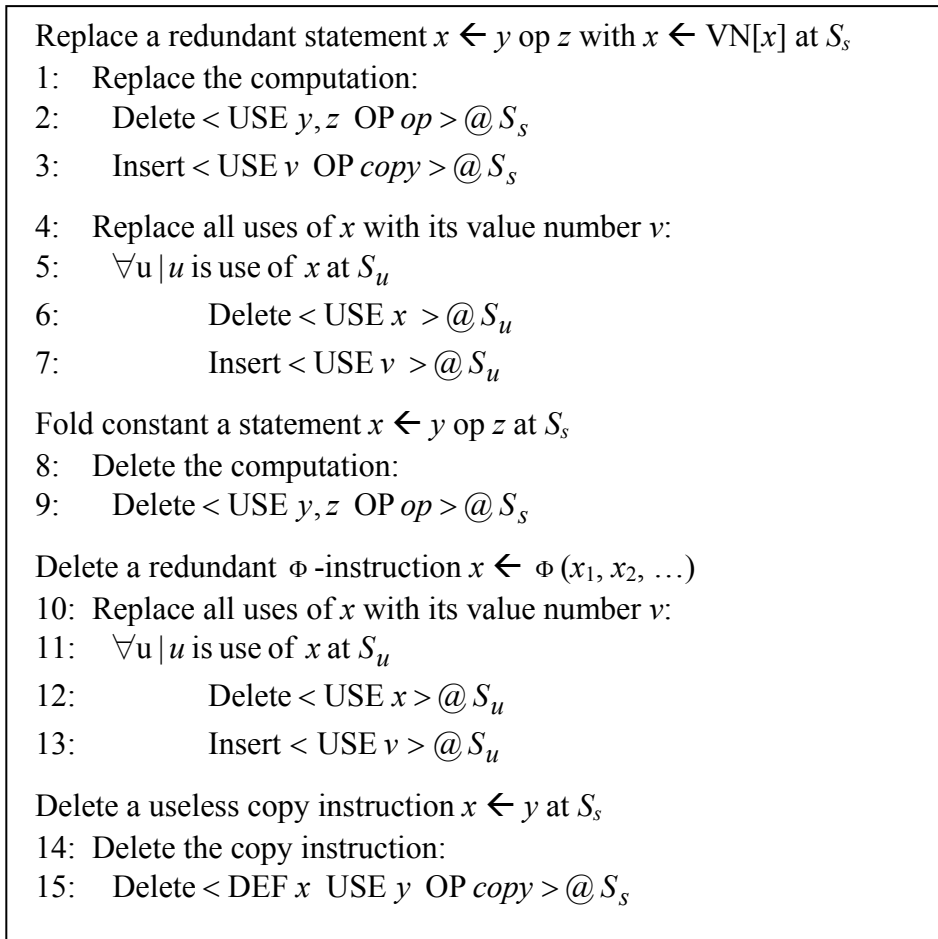 Replace a redundant statement x ← y op z with x ← VN[x] at Sₛ
1: Replace the computation:
2: Delete < USE y, z OP op > @ Sₛ
3: Insert < USE v OP copy > @ Sₛ
4: Replace all uses of x with its value number v:
5: ∀u | u is use of x at Sᵤ
6: Delete < USE x > @ Sᵤ
7: Insert < USE v > @ Sᵤ
Fold constant a statement x ← y op z at Sₛ
8: Delete the computation:
9: Delete < USE y, z OP op > @ Sₛ
Delete a redundant Φ -instruction x ← Φ (x₁, x₂, …)
10: Replace all uses of x with its value number v:
11: ∀u | u is use of x at Sᵤ
12: Delete < USE x > @ Sᵤ
13: Insert < USE v > @ Sᵤ
Delete a useless copy instruction x ← y at Sₛ
14: Delete the copy instruction:
15: Delete < DEF x USE y OP copy > @ Sₛ